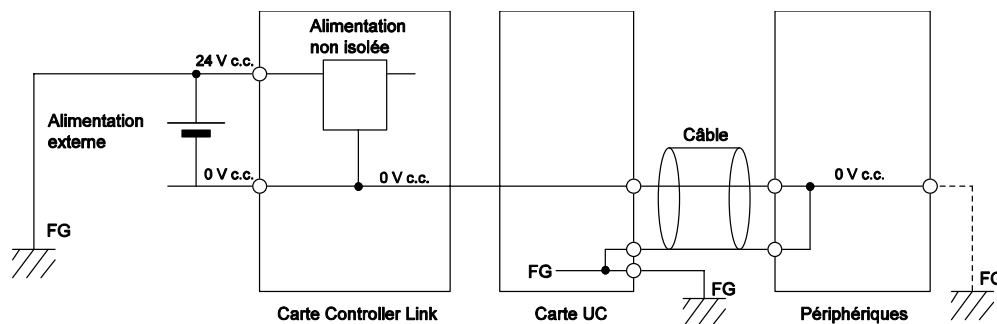 Alimentation
non isolée
24 V c.c.
Alimentation
externe
Câble
0 V c.c.
0 V c.c.
0 V c.c.
FG
FG
FG
FG
Carte Controller Link
Carte UC
Périphériques